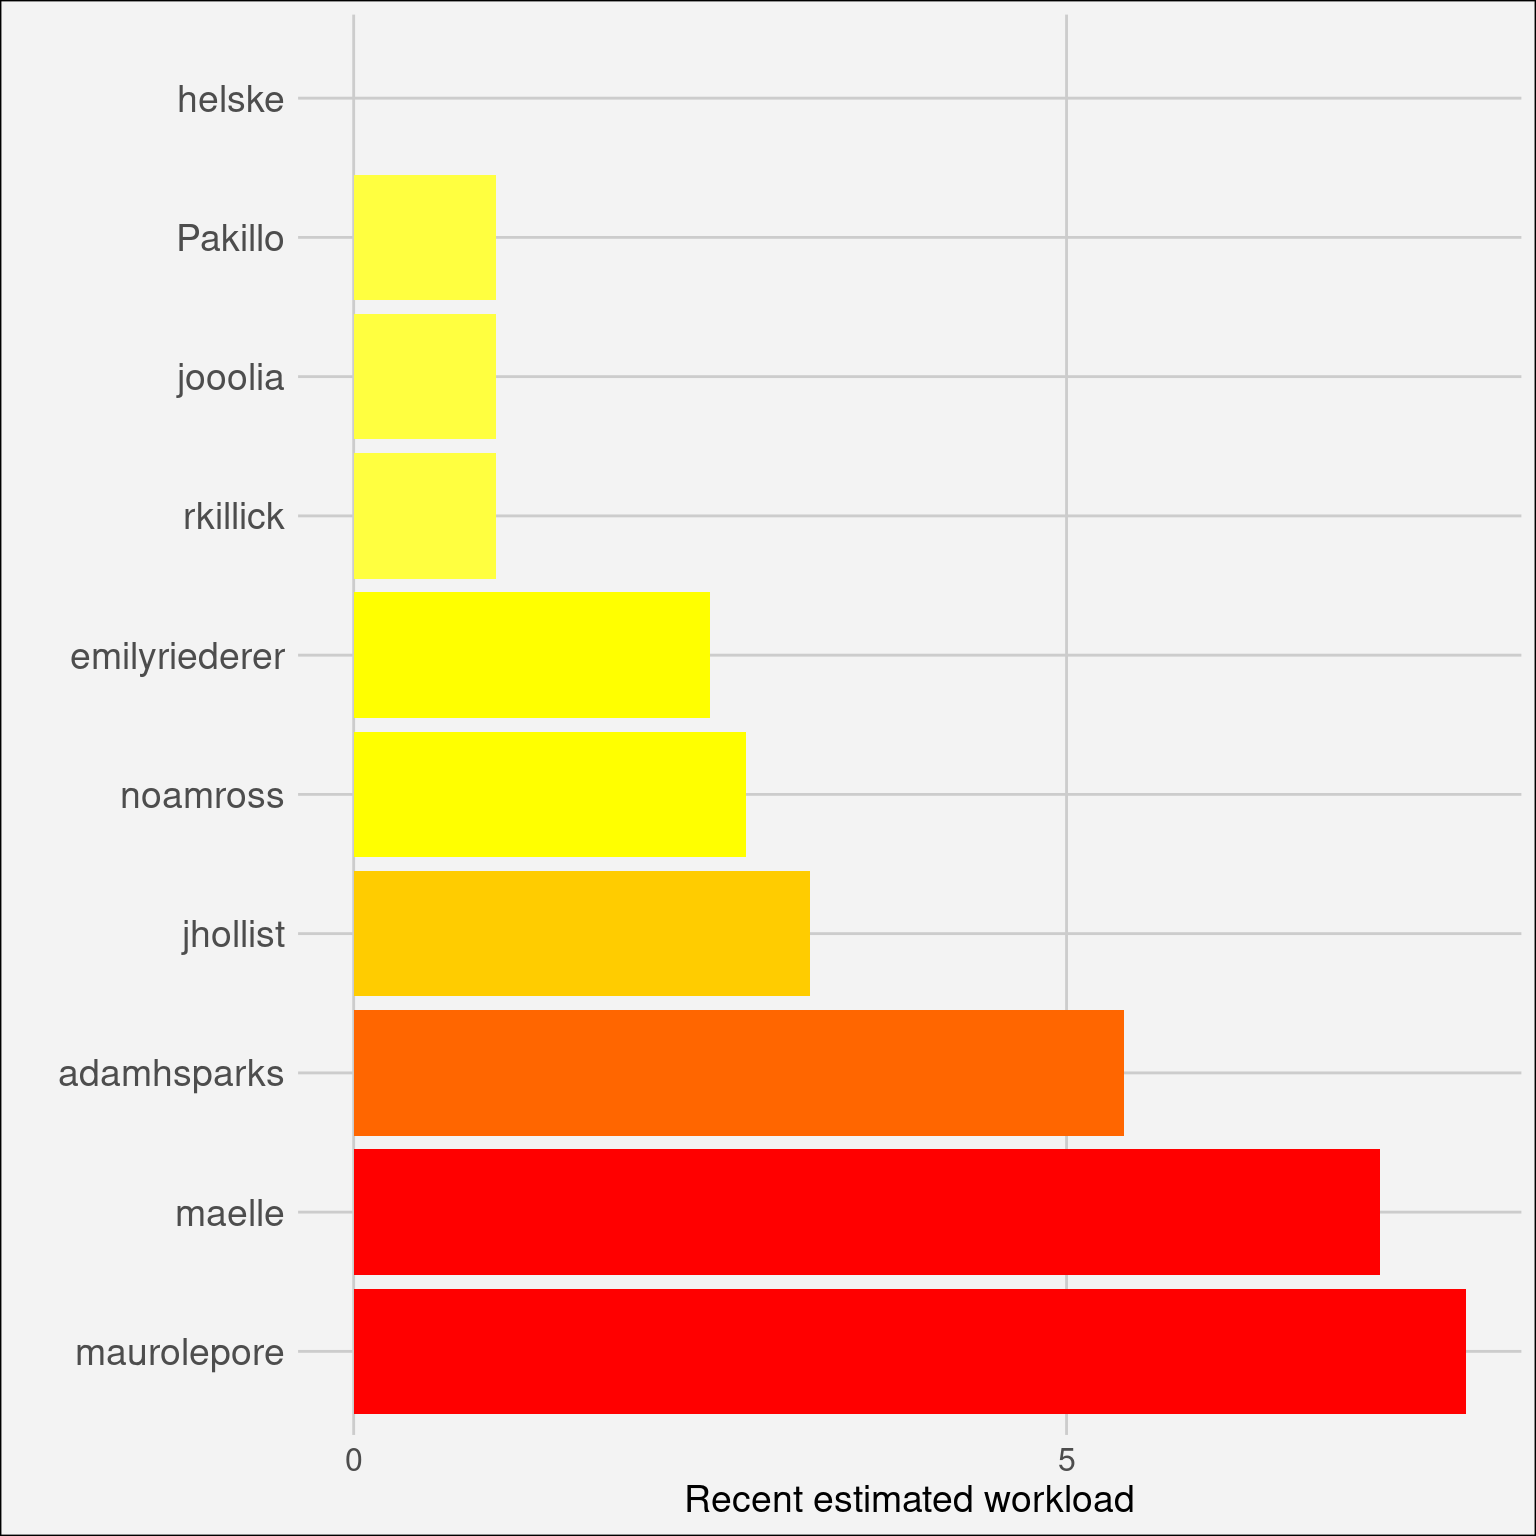 helske
Pakillo
jooolia
rkillick
emilyriederer
noamross
jhollist
adamhsparks
maelle
maurolepore
0 5
Recent estimated workload